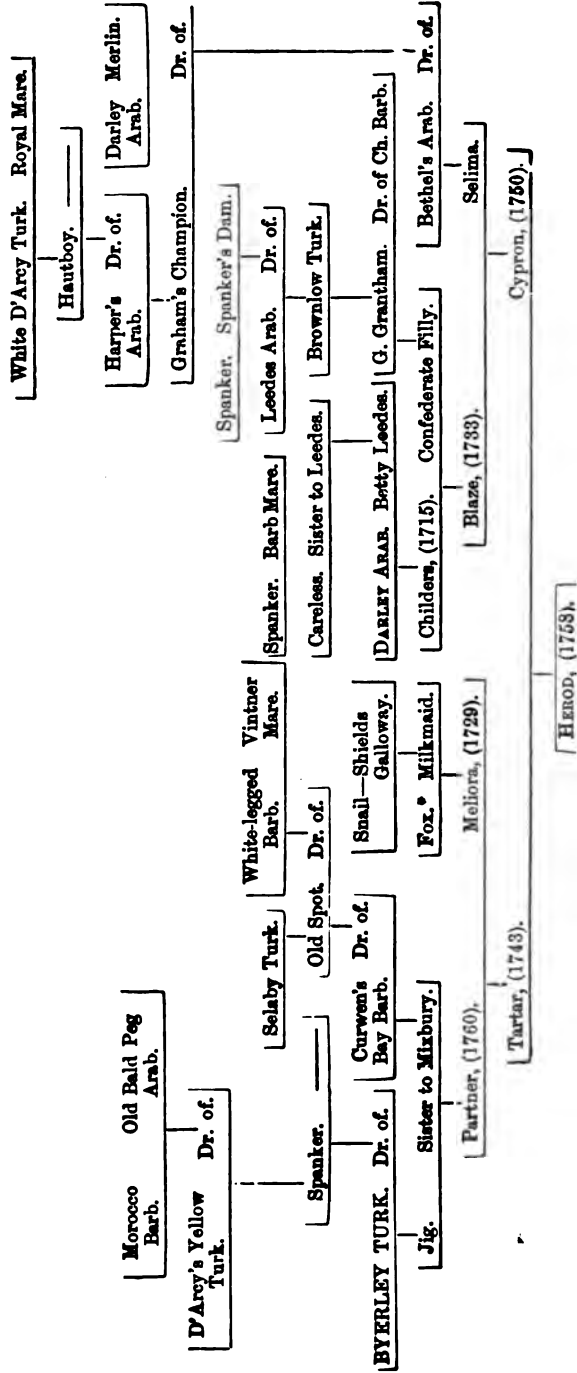 White D'Arcy Turk. Royal Mare.
Hautboy. ——
Harper's Arab. Dr. of. Darley Arab. Merlin.
Graham's Champion. Dr. of.
Morocco Barb. Old Bald Peg Arab.
D'Arcy's Yellow Turk. Dr. of.
Spanker. Spanker's Dam.
Selaby Turk. White-legged Barb. Vintner Mare. Spanker. Barb Mare. Leedes Arab. Dr. of.
Spanker. —— Old Spot. Dr. of. Careless. Sister to Leedes. Brownlow Turk.
BYERLEY TURK. Dr. of. Curwen's Bay Barb. Dr. of. Snail—Shields Galloway. DARLEY ARAB. Betty Leedes. G. Grantham. Dr. of Ch. Barb.
Jig. Sister to Mixbury. Fox.* Milkmaid. Childers, (1715). Confederate Filly. Bethel's Arab. Dr. of.
Partner, (1760). Meliora, (1729). Blaze, (1733). Selima.
Tartar, (1743). Cypron, (1750).
HEROD, (1758).